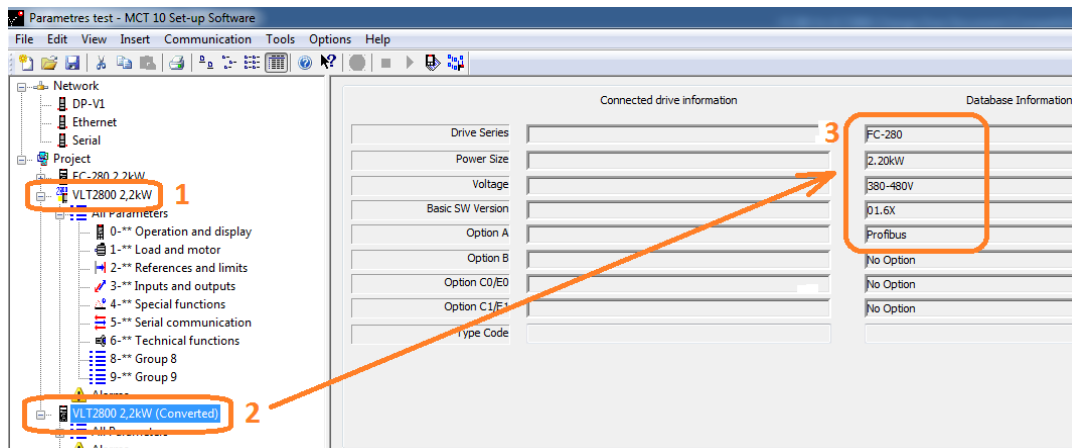 Parametres test - MCT 10 Set-up Software
File Edit View Insert Communication Tools Options Help
Network
DP-V1
Ethernet
Serial
Project
FC-280 2,2kW
VLT2800 2,2kW
1
All Parameters
0-** Operation and display
1-** Load and motor
2-** References and limits
3-** Inputs and outputs
4-** Special functions
5-** Serial communication
6-** Technical functions
8-** Group 8
9-** Group 9
Alarms
VLT2800 2,2kW (Converted)
2
All Parameters
Alarms
Connected drive information
Database Information
3
Drive Series
FC-280
Power Size
2.20kW
Voltage
380-480V
Basic SW Version
01.6X
Option A
Profibus
Option B
No Option
Option C0/E0
No Option
Option C1/E1
No Option
Type Code